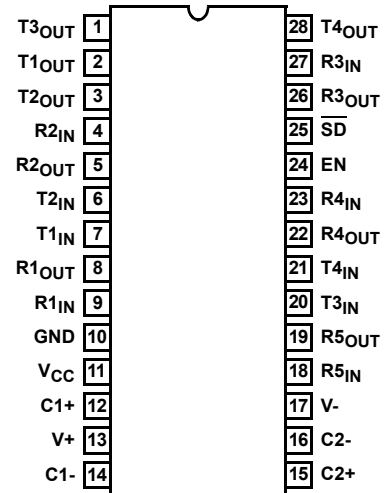 T3OUT 1 28 T4OUT
T1OUT 2 27 R3IN
T2OUT 3 26 R3OUT
R2IN 4 25 S̅D̅
R2OUT 5 24 EN
T2IN 6 23 R4IN
T1IN 7 22 R4OUT
R1OUT 8 21 T4IN
R1IN 9 20 T3IN
GND 10 19 R5OUT
VCC 11 18 R5IN
C1+ 12 17 V-
V+ 13 16 C2-
C1- 14 15 C2+